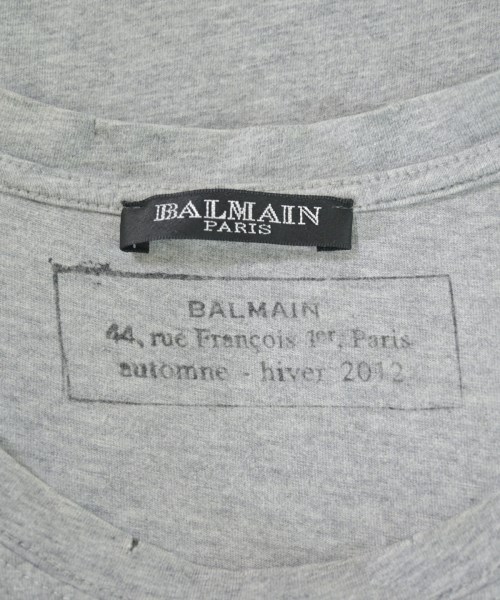 BALMAIN
PARIS
BALMAIN
44, rue François 1er, Paris
automne - hiver 2012